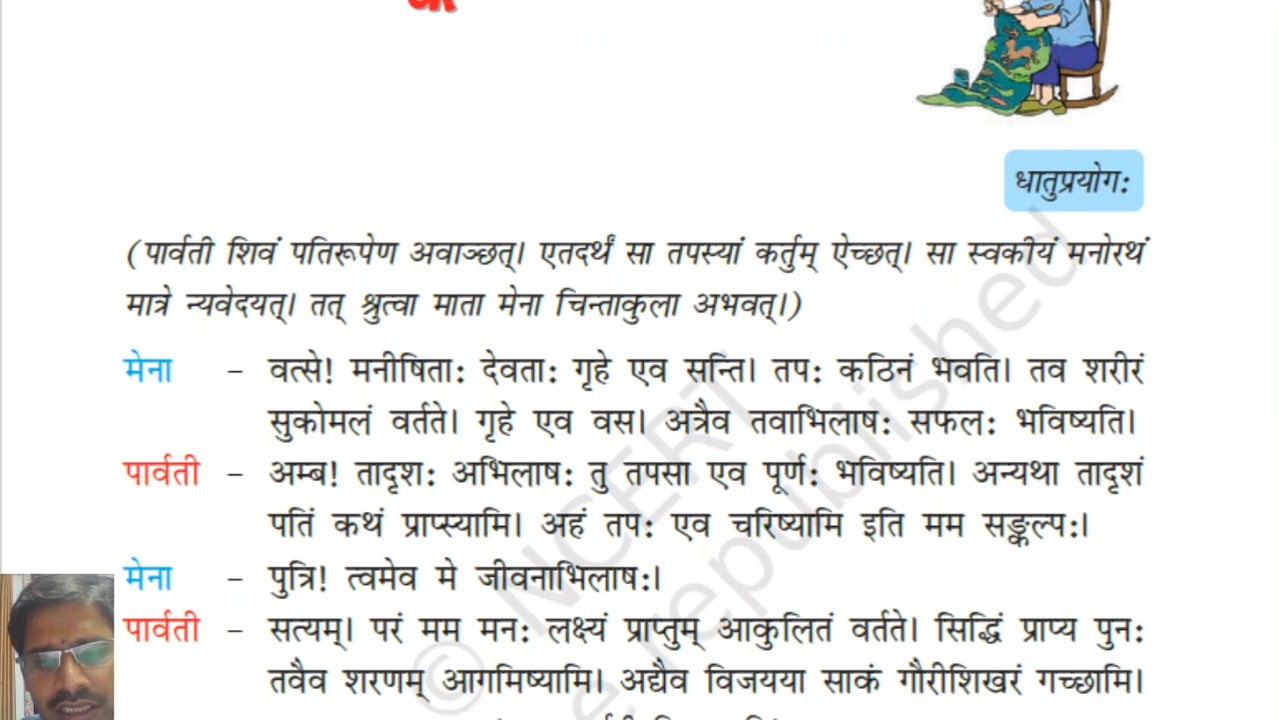 धातुप्रयोगः
(पार्वती शिवं पतिरूपेण अवाञ्छत्। एतदर्थं सा तपस्यां कर्तुम् ऐच्छत्। सा स्वकीयं मनोरथं
मात्रे न्यवेदयत्। तत् श्रुत्वा माता मेना चिन्ताकुला अभवत्।)
मेना – वत्से! मनीषिताः देवताः गृहे एव सन्ति। तपः कठिनं भवति। तव शरीरं
सुकोमलं वर्तते। गृहे एव वस। अत्रैव तवाभिलाषः सफलः भविष्यति।
पार्वती – अम्ब! तादृशः अभिलाषः तु तपसा एव पूर्णः भविष्यति। अन्यथा तादृशं
पतिं कथं प्राप्स्यामि। अहं तपः एव चरिष्यामि इति मम सङ्कल्पः।
मेना – पुत्रि! त्वमेव मे जीवनाभिलाषः।
पार्वती – सत्यम्। परं मम मनः लक्ष्यं प्राप्तुम् आकुलितं वर्तते। सिद्धिं प्राप्य पुनः
तवैव शरणम् आगमिष्यामि। अद्यैव विजयया साकं गौरीशिखरं गच्छामि।
© NCERT
e republished